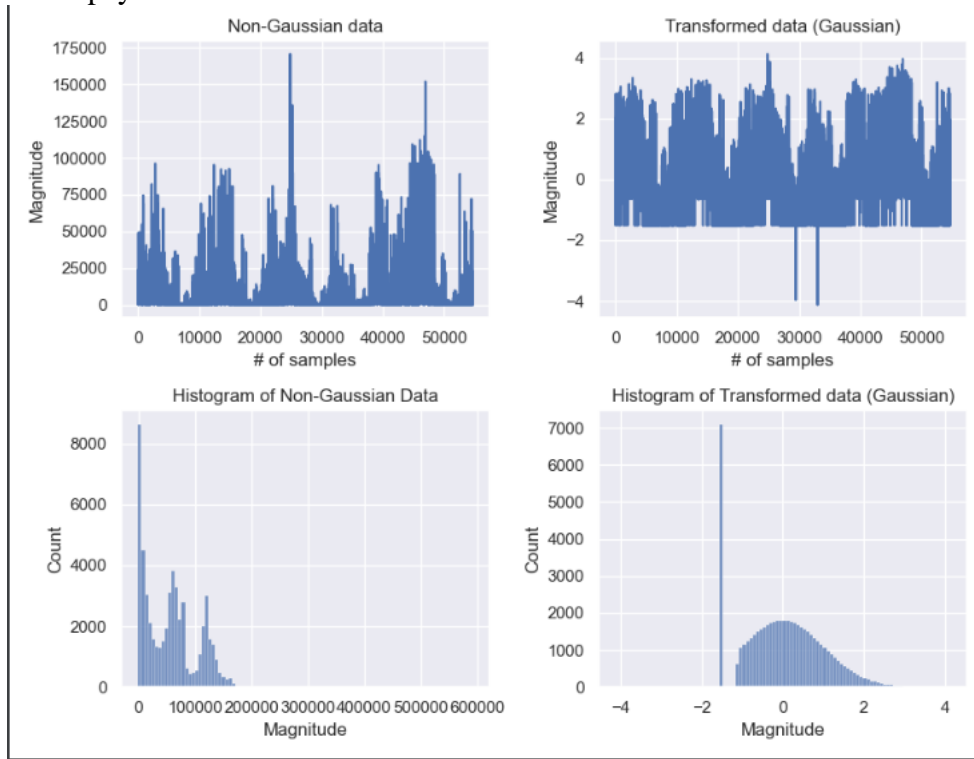 Non-Gaussian data
175000
150000
125000
100000
75000
50000
25000
0
Magnitude
0 10000 20000 30000 40000 50000
# of samples
Transformed data (Gaussian)
4
2
0
−2
−4
Magnitude
0 10000 20000 30000 40000 50000
# of samples
Histogram of Non-Gaussian Data
8000
6000
4000
2000
0
Count
0 100000 200000 300000 400000 500000 600000
Magnitude
Histogram of Transformed data (Gaussian)
7000
6000
5000
4000
3000
2000
1000
0
Count
−4 −2 0 2 4
Magnitude